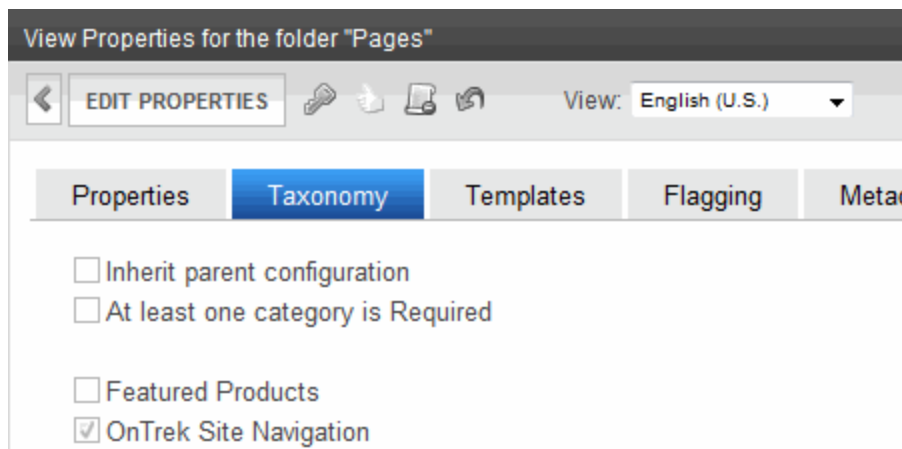 View Properties for the folder "Pages"
EDIT PROPERTIES View: English (U.S.)
Properties Taxonomy Templates Flagging
Inherit parent configuration
At least one category is Required
Featured Products
OnTrek Site Navigation